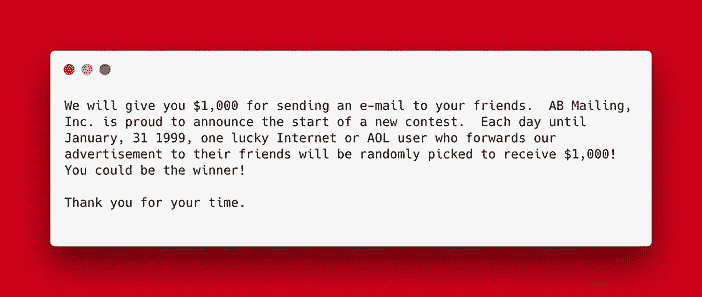 We will give you $1,000 for sending an e-mail to your friends.  AB Mailing,
Inc. is proud to announce the start of a new contest.  Each day until
January, 31 1999, one lucky Internet or AOL user who forwards our
advertisement to their friends will be randomly picked to receive $1,000!
You could be the winner!

Thank you for your time.